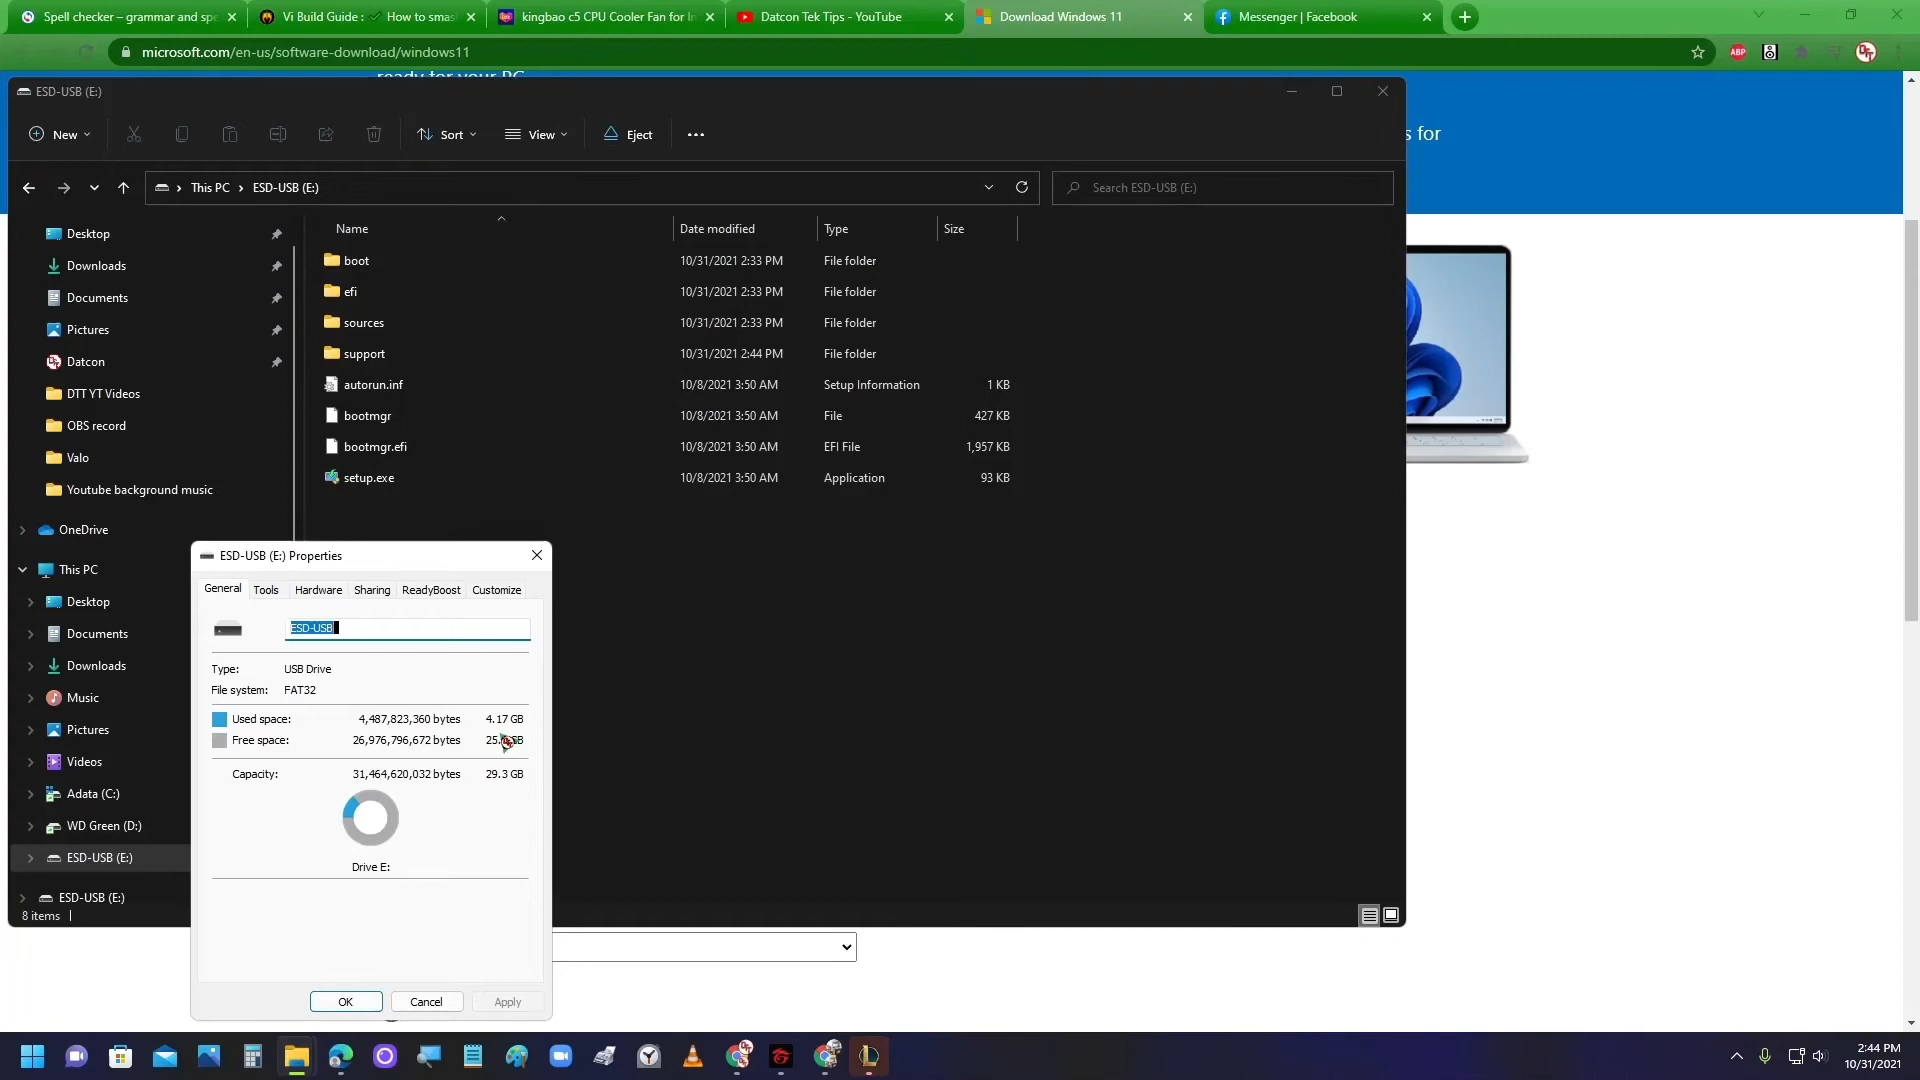 Spell checker – grammar and spe
Vi Build Guide : ✓ How to smas
kingbao c5 CPU Cooler Fan for In
Datcon Tek Tips - YouTube
Download Windows 11
Messenger | Facebook
microsoft.com/en-us/software-download/windows11
ABP
ready for your PC
s for
ESD-USB (E:)
New
Sort
View
Eject
This PC
ESD-USB (E:)
Search ESD-USB (E:)
Name
Date modified
Type
Size
boot
10/31/2021 2:33 PM
File folder
efi
10/31/2021 2:33 PM
File folder
sources
10/31/2021 2:33 PM
File folder
support
10/31/2021 2:44 PM
File folder
autorun.inf
10/8/2021 3:50 AM
Setup Information
1 KB
bootmgr
10/8/2021 3:50 AM
File
427 KB
bootmgr.efi
10/8/2021 3:50 AM
EFI File
1,957 KB
setup.exe
10/8/2021 3:50 AM
Application
93 KB
Desktop
Downloads
Documents
Pictures
Datcon
DTT YT Videos
OBS record
Valo
Youtube background music
OneDrive
This PC
Desktop
Documents
Downloads
Music
Pictures
Videos
Adata (C:)
WD Green (D:)
ESD-USB (E:)
ESD-USB (E:)
8 items
ESD-USB (E:) Properties
General
Tools
Hardware
Sharing
ReadyBoost
Customize
ESD-USB
Type:
USB Drive
File system:
FAT32
Used space:
4,487,823,360 bytes
4.17 GB
Free space:
26,976,796,672 bytes
Capacity:
31,464,620,032 bytes
29.3 GB
Drive E:
OK
Cancel
Apply
2:44 PM
10/31/2021